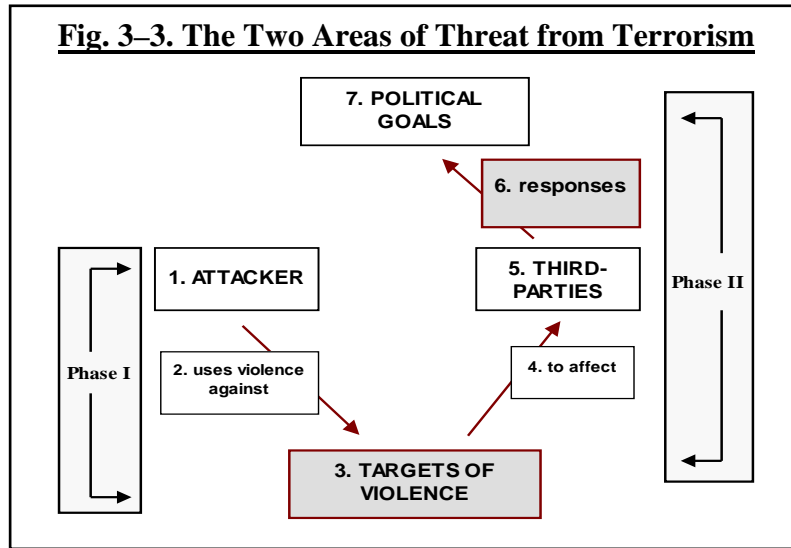 Fig. 3–3. The Two Areas of Threat from Terrorism
7. POLITICAL
GOALS
6. responses
1. ATTACKER
5. THIRD-
PARTIES
Phase II
Phase I
2. uses violence
against
4. to affect
3. TARGETS OF
VIOLENCE